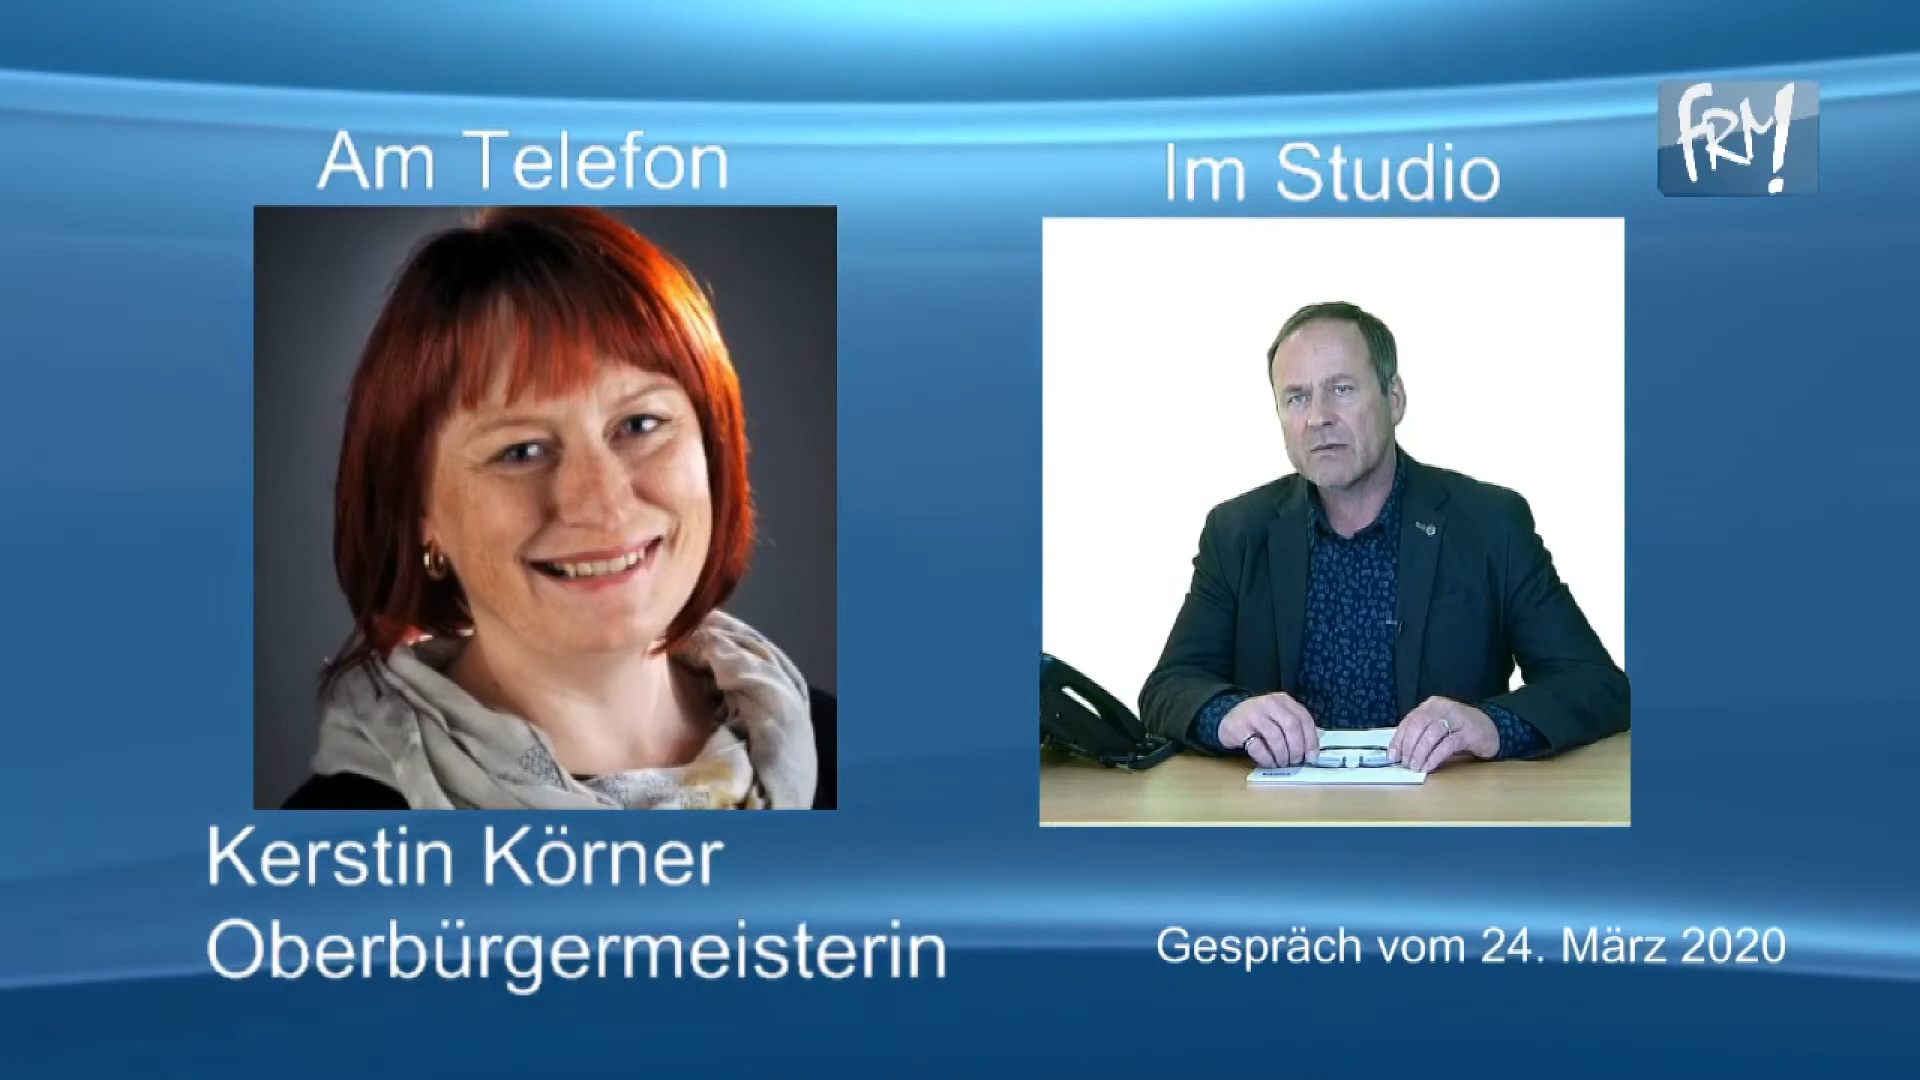 Am Telefon
Im Studio
FRM!
Kerstin Körner
Oberbürgermeisterin
Gespräch vom 24. März 2020